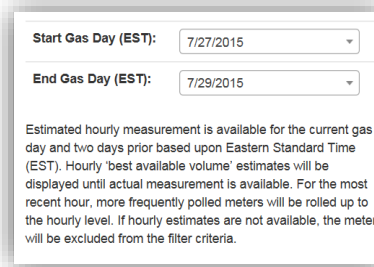 Start Gas Day (EST): 7/27/2015
End Gas Day (EST): 7/29/2015
Estimated hourly measurement is available for the current gas
day and two days prior based upon Eastern Standard Time
(EST). Hourly 'best available volume' estimates will be
displayed until actual measurement is available. For the most
recent hour, more frequently polled meters will be rolled up to
the hourly level. If hourly estimates are not available, the meter
will be excluded from the filter criteria.